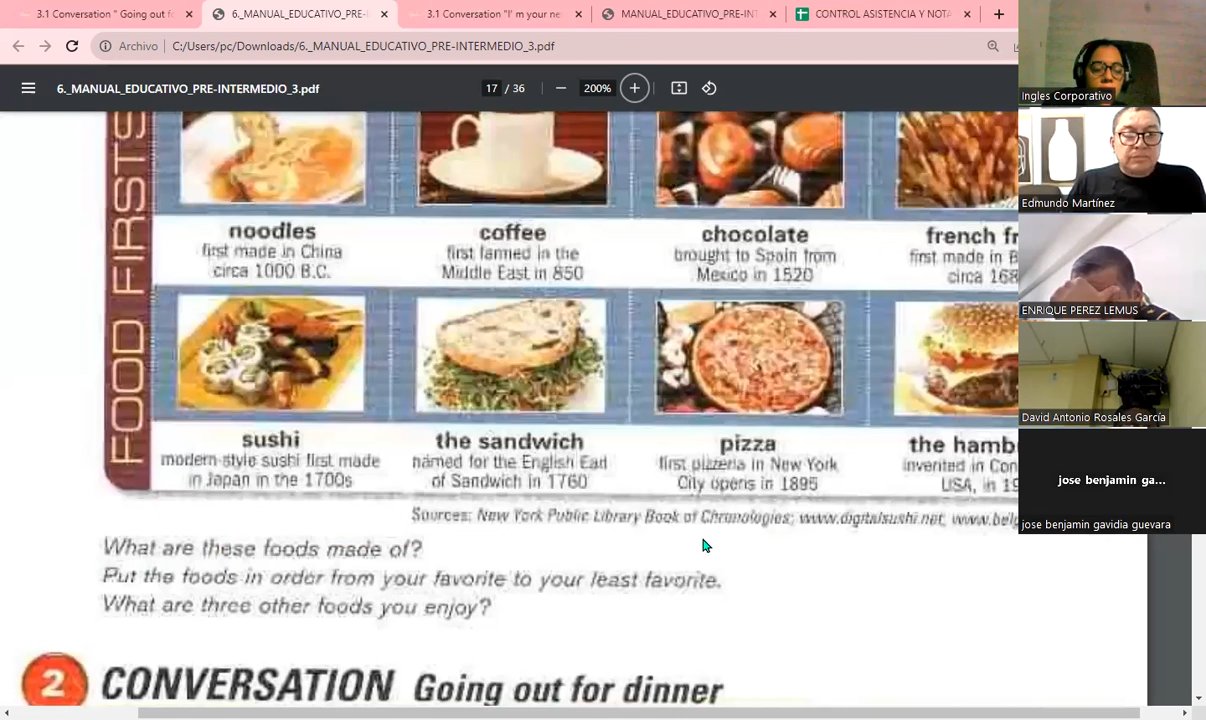 3.1 Conversation " Going out fo
6._MANUAL_EDUCATIVO_PRE-I
3.1 Conversation "I' m your ne
MANUAL_EDUCATIVO_PRE-INT
CONTROL ASISTENCIA Y NOTA
Archivo
C:/Users/pc/Downloads/6._MANUAL_EDUCATIVO_PRE-INTERMEDIO_3.pdf
6._MANUAL_EDUCATIVO_PRE-INTERMEDIO_3.pdf
17 / 36
200%
FOOD FIRSTS
noodles
first made in China
circa 1000 B.C.
coffee
first farmed in the
Middle East in 850
chocolate
brought to Spain from
Mexico in 1520
french fr
first made in B
circa 168
sushi
modern-style sushi first made
in Japan in the 1700s
the sandwich
named for the English Earl
of Sandwich in 1760
pizza
first pizzeria in New York
City opens in 1895
the hamb
invented in Con
USA, in 19
Sources: New York Public Library Book of Chronologies; www.digitalsushi.net, www.belg
What are these foods made of?
Put the foods in order from your favorite to your least favorite.
What are three other foods you enjoy?
2 CONVERSATION Going out for dinner
Ingles Corporativo
Edmundo Martínez
ENRIQUE PEREZ LEMUS
David Antonio Rosales García
jose benjamin ga...
jose benjamin gavidia guevara